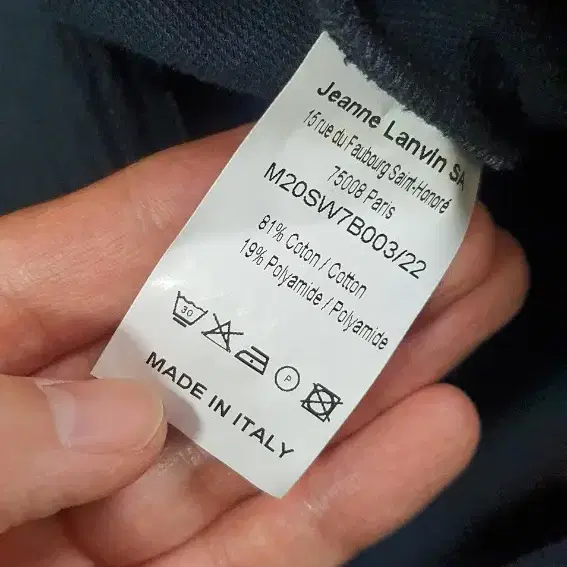 Jeanne Lanvin SA
15 rue du Faubourg Saint-Honoré
75008 Paris
M20SW7B003/22
81% Coton / Cotton
19% Polyamide / Polyamide
30
P
MADE IN ITALY